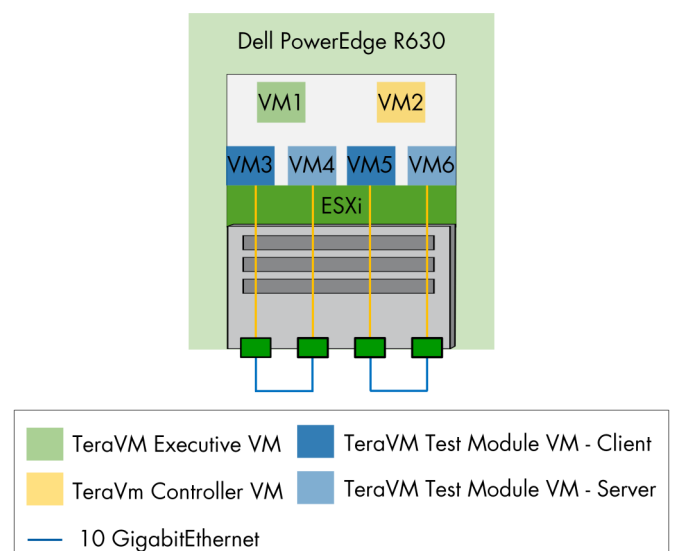 Dell PowerEdge R630
VM1 VM2
VM3 VM4 VM5 VM6
ESXi
TeraVM Executive VM TeraVM Test Module VM - Client
TeraVm Controller VM TeraVM Test Module VM - Server
10 GigabitEthernet